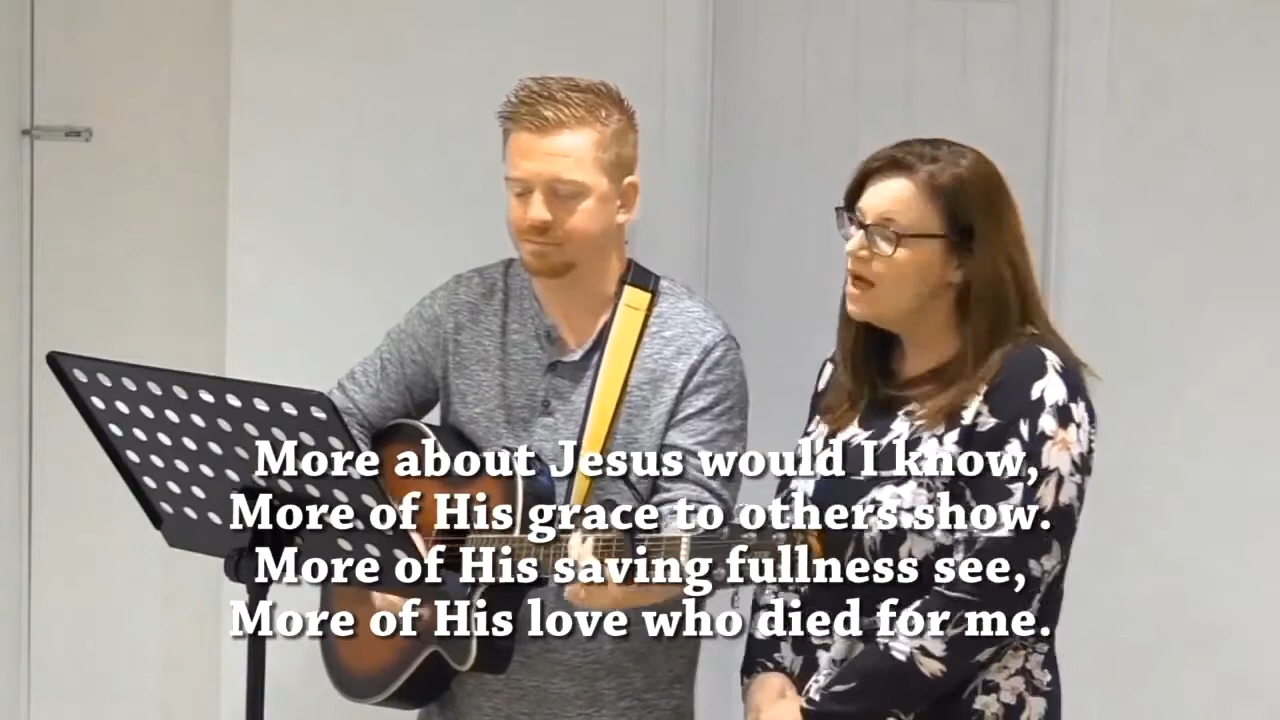 More about Jesus would I know,
More of His grace to others show.
More of His saving fullness see,
More of His love who died for me.